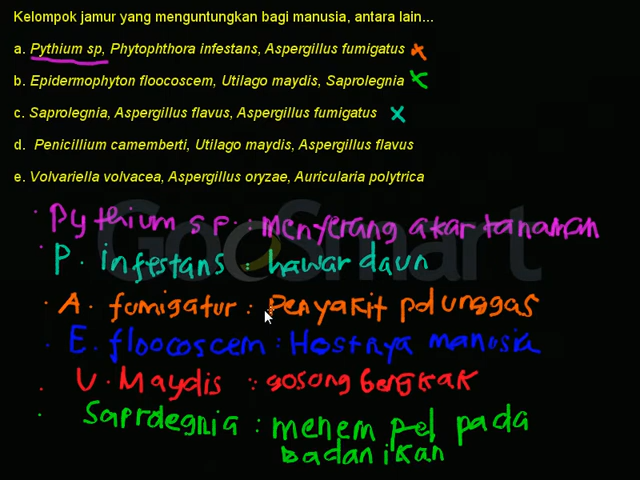 Kelompok jamur yang menguntungkan bagi manusia, antara lain...
a. Pythium sp, Phytophthora infestans, Aspergillus fumigatus x
b. Epidermophyton floocoscem, Utilago maydis, Saprolegnia x
c. Saprolegnia, Aspergillus flavus, Aspergillus fumigatus x
d. Penicillium camemberti, Utilago maydis, Aspergillus flavus
e. Volvariella volvacea, Aspergillus oryzae, Auricularia polytrica
GooSmart
Pythium sp. : Menyerang akar tanaman
P. infestans : hawar daun
A. fumigatur : Penyakit pd unggas
E. floocoscem : Hostnya manusia
U. Maydis : gosong bengkak
Saprolegnia : menempel pada
badan ikan